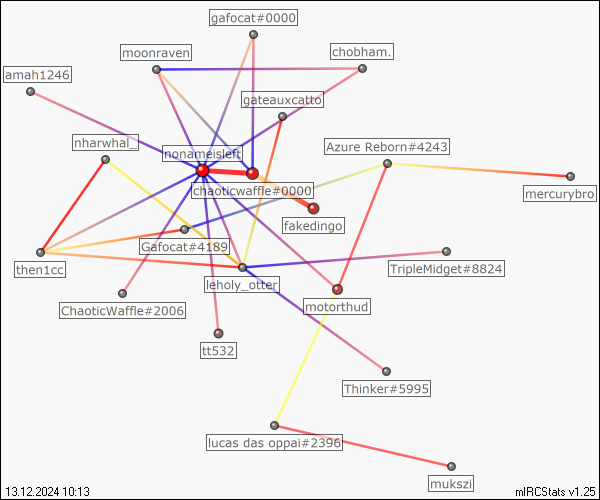 gafocat#0000
moonraven
chobham.
amah1246
gateauxcatto
nharwhal_
Azure Reborn#4243
nonameisleft
chaoticwaffle#0000
mercurybro
fakedingo
Gafocat#4189
then1cc
TripleMidget#8824
leholy_otter
ChaoticWaffle#2006
motorthud
tt532
Thinker#5995
lucas das oppai#2396
mukszi
13.12.2024 10:13
mIRCStats v1.25